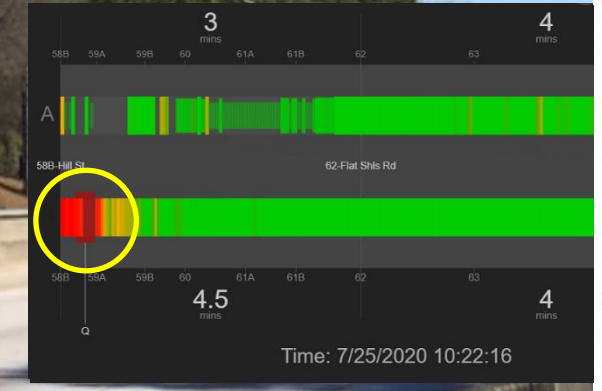 3 4
mins mins
58B 59A 59B 60 61A 61B 62 63
A
58B-Hill St 62-Flat Shls Rd
58B 59A 59B 60 61A 61B 62 63
4.5 4
mins mins
Q
Time: 7/25/2020 10:22:16